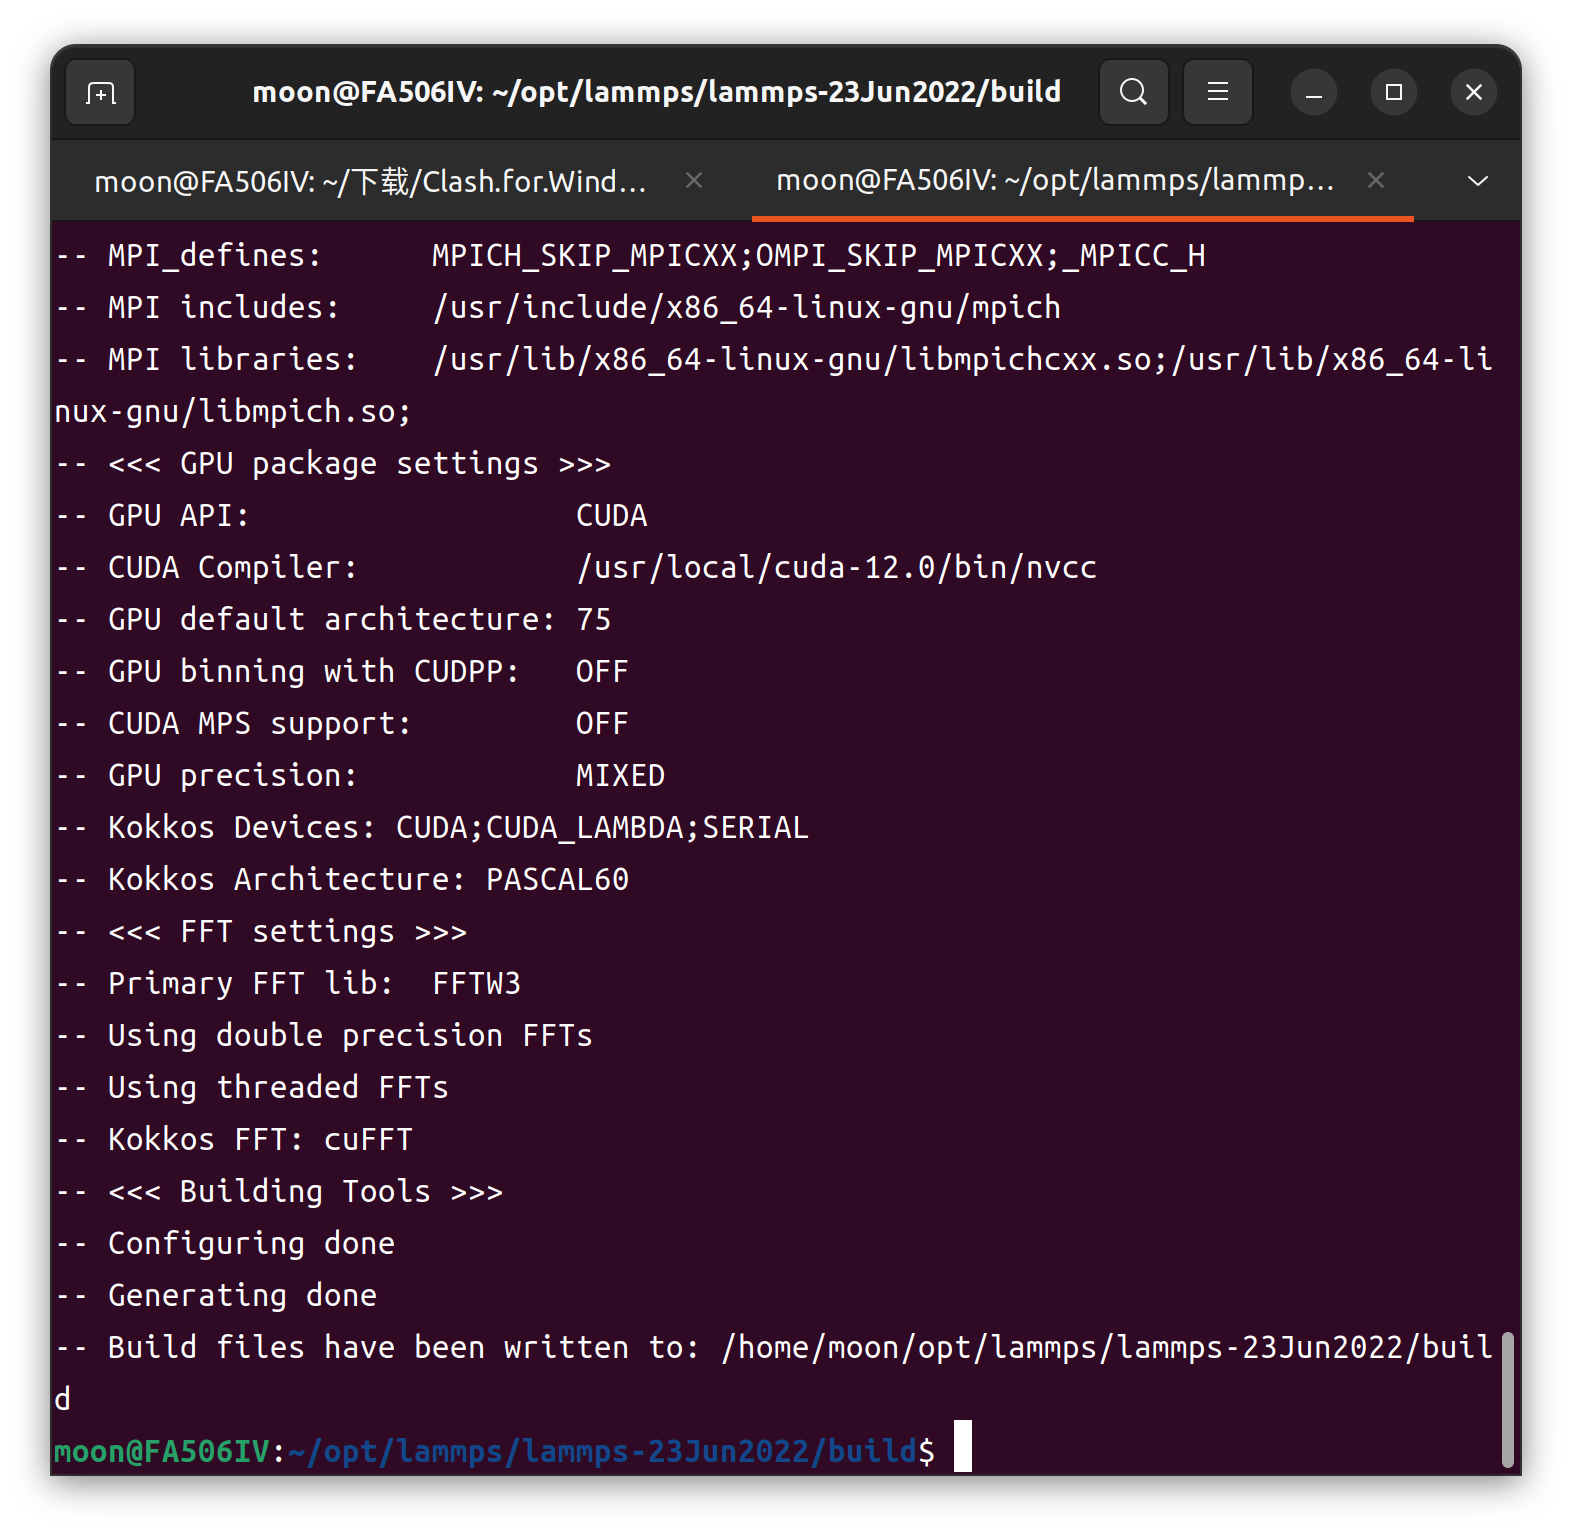 moon@FA506IV: ~/opt/lammps/lammps-23Jun2022/build
moon@FA506IV: ~/下载/Clash.for.Wind...
moon@FA506IV: ~/opt/lammps/lammp...
-- MPI_defines:      MPICH_SKIP_MPICXX;OMPI_SKIP_MPICXX;_MPICC_H
-- MPI includes:     /usr/include/x86_64-linux-gnu/mpich
-- MPI libraries:    /usr/lib/x86_64-linux-gnu/libmpichcxx.so;/usr/lib/x86_64-li
nux-gnu/libmpich.so;
-- <<< GPU package settings >>>
-- GPU API:                  CUDA
-- CUDA Compiler:            /usr/local/cuda-12.0/bin/nvcc
-- GPU default architecture: 75
-- GPU binning with CUDPP:   OFF
-- CUDA MPS support:         OFF
-- GPU precision:            MIXED
-- Kokkos Devices: CUDA;CUDA_LAMBDA;SERIAL
-- Kokkos Architecture: PASCAL60
-- <<< FFT settings >>>
-- Primary FFT lib:  FFTW3
-- Using double precision FFTs
-- Using threaded FFTs
-- Kokkos FFT: cuFFT
-- <<< Building Tools >>>
-- Configuring done
-- Generating done
-- Build files have been written to: /home/moon/opt/lammps/lammps-23Jun2022/buil
d
moon@FA506IV:~/opt/lammps/lammps-23Jun2022/build$